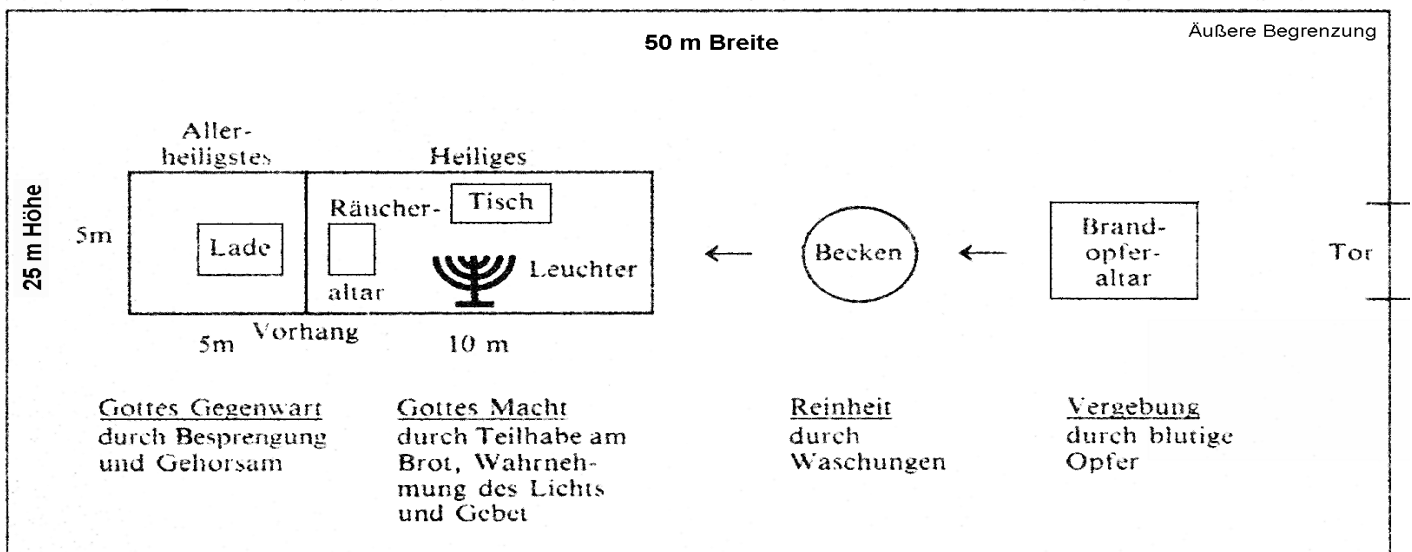 50 m Breite
Äußere Begrenzung
25 m Höhe
Aller-
heiligstes
Heiliges
5m
Lade
Räucher-
altar
Tisch
Leuchter
Becken
Brand-
opfer-
altar
Tor
Vorhang
5m
10 m
Gottes Gegenwart
durch Besprengung
und Gehorsam
Gottes Macht
durch Teilhabe am
Brot, Wahrneh-
mung des Lichts
und Gebet
Reinheit
durch
Waschungen
Vergebung
durch blutige
Opfer